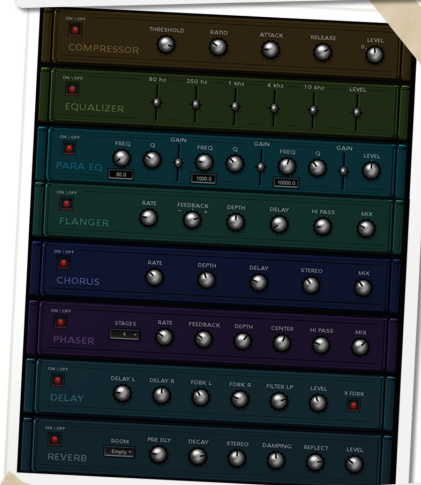 ON | OFF
THRESHOLD RATIO ATTACK RELEASE LEVEL
COMPRESSOR
ON | OFF
80 hz 250 hz 1 khz 4 khz 10 khz LEVEL
EQUALIZER
ON | OFF
FREQ Q GAIN FREQ Q GAIN FREQ Q GAIN LEVEL
PARA EQ
80.0 1000.0 10000.0
ON | OFF
RATE FEEDBACK DEPTH DELAY HI PASS MIX
- +
FLANGER
ON | OFF
RATE DEPTH DELAY STEREO MIX
CHORUS
ON | OFF
STAGES RATE FEEDBACK DEPTH CENTER HI PASS MIX
4
PHASER
ON | OFF
DELAY L DELAY R FDBK L FDBK R FILTER LP LEVEL X FDBK
DELAY
ON | OFF
ROOM PRE DLY DECAY STEREO DAMPING REFLECT LEVEL
Empty
REVERB